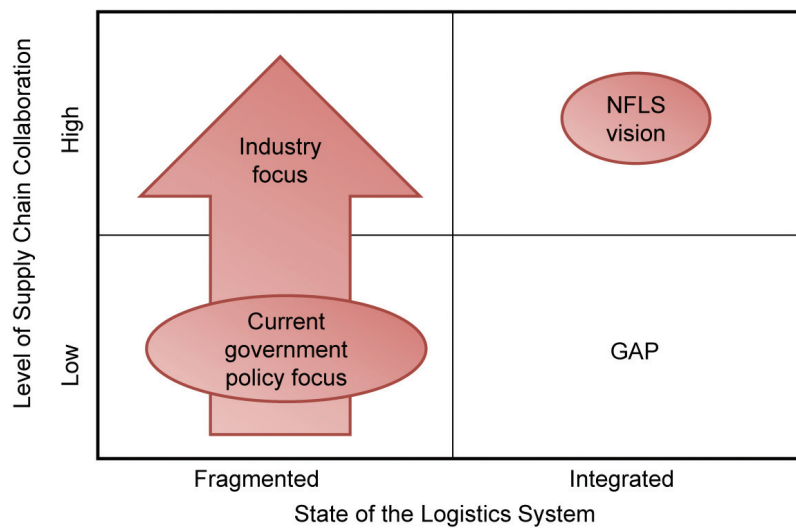 Level of Supply Chain Collaboration
High
Low
Industry
focus
NFLS
vision
Current
government
policy focus
GAP
Fragmented
Integrated
State of the Logistics System